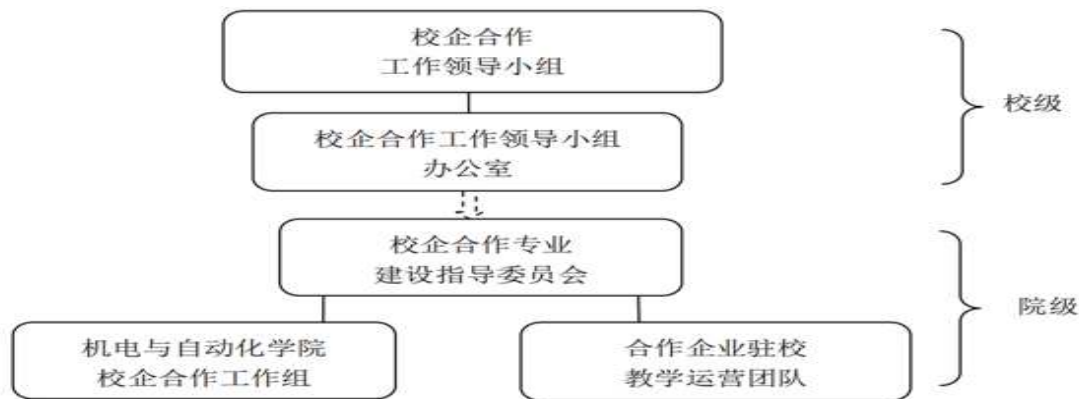 校企合作
工作领导小组
校级
校企合作工作领导小组
办公室
校企合作专业
建设指导委员会
院级
机电与自动化学院
校企合作工作组
合作企业驻校
教学运营团队